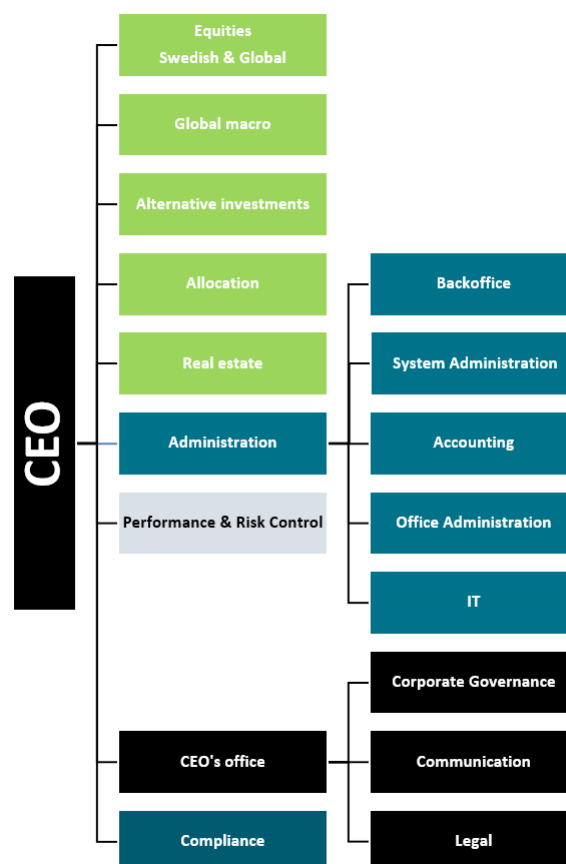 CEO
Equities
Swedish & Global
Global macro
Alternative investments
Allocation
Real estate
Administration
Performance & Risk Control
CEO's office
Compliance
Backoffice
System Administration
Accounting
Office Administration
IT
Corporate Governance
Communication
Legal